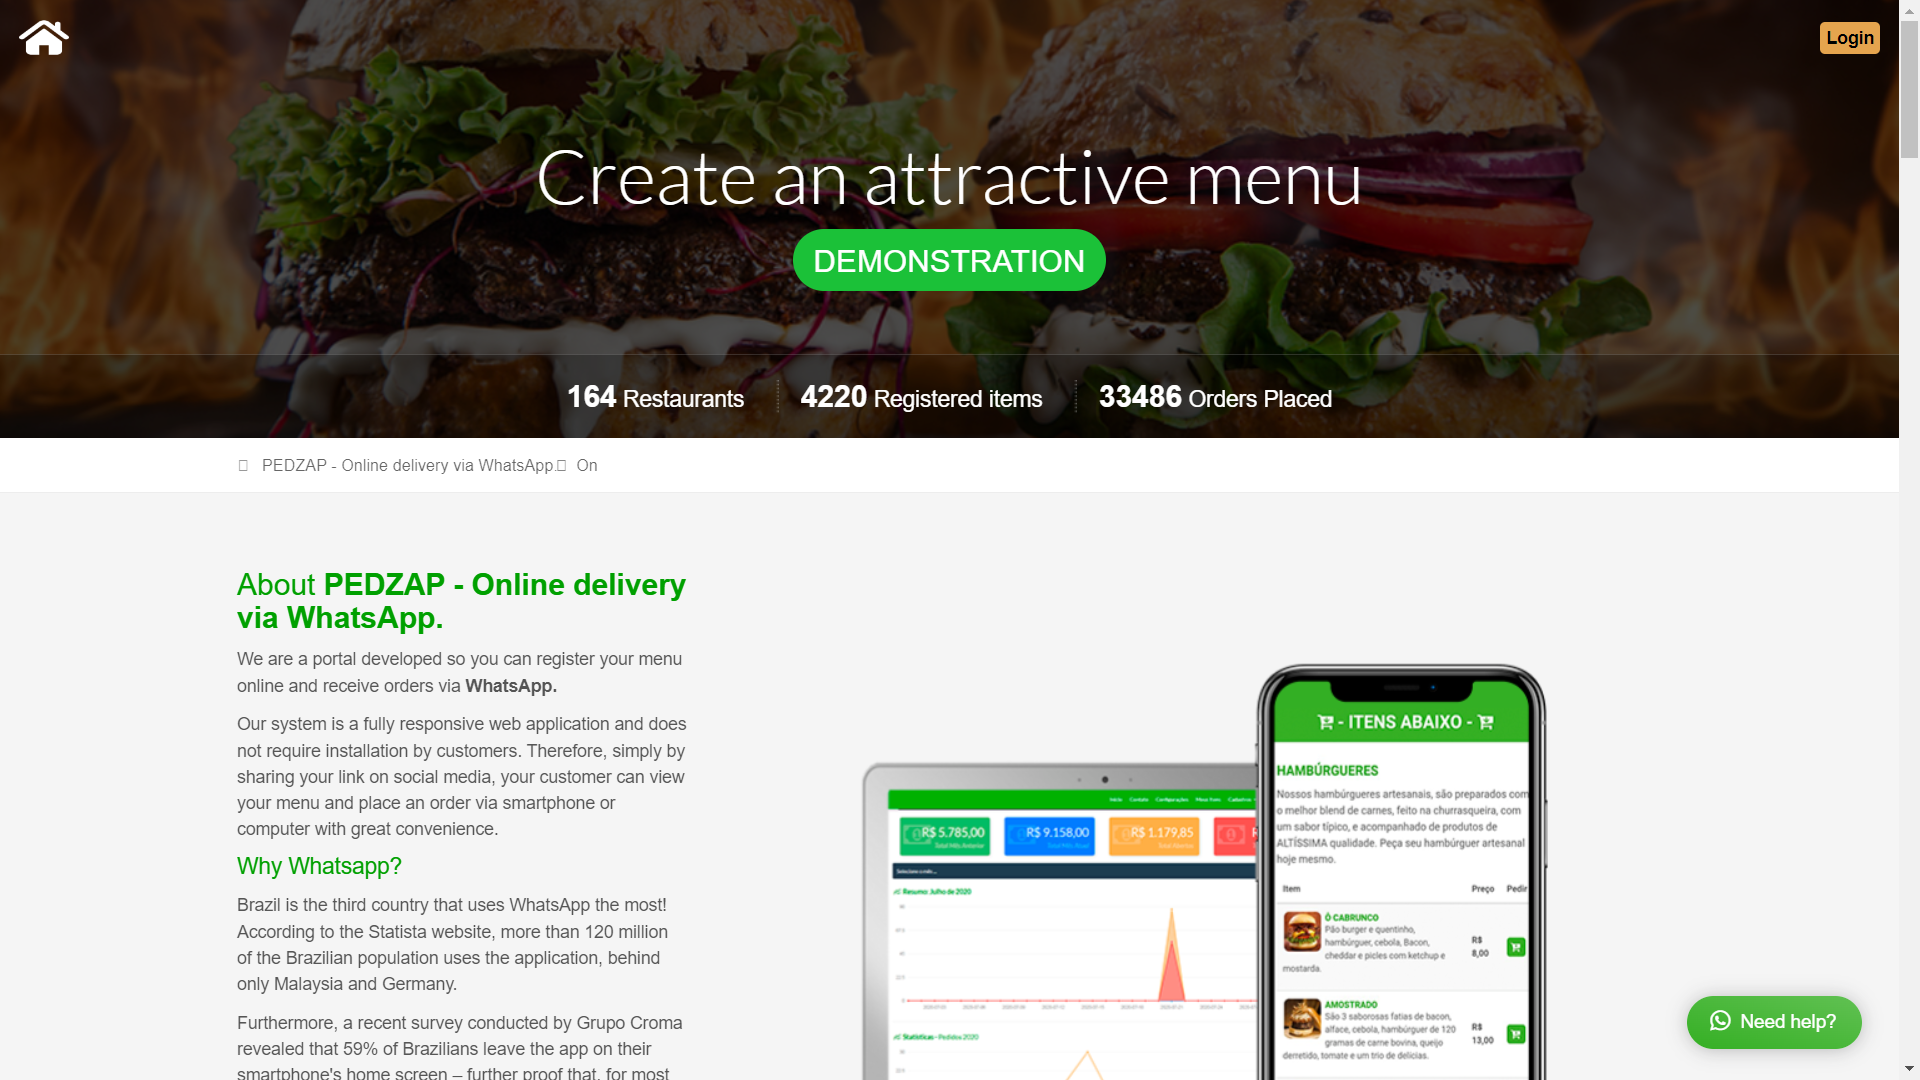 Login
Create an attractive menu
DEMONSTRATION
164 Restaurants
4220 Registered items
33486 Orders Placed
PEDZAP - Online delivery via WhatsApp. On
About PEDZAP - Online delivery
via WhatsApp.
We are a portal developed so you can register your menu
online and receive orders via WhatsApp.
Our system is a fully responsive web application and does
not require installation by customers. Therefore, simply by
sharing your link on social media, your customer can view
your menu and place an order via smartphone or
computer with great convenience.
Why Whatsapp?
Brazil is the third country that uses WhatsApp the most!
According to the Statista website, more than 120 million
of the Brazilian population uses the application, behind
only Malaysia and Germany.
Furthermore, a recent survey conducted by Grupo Croma
revealed that 59% of Brazilians leave the app on their
smartphone's home screen – further proof that, for most
R$ 5.785,00
R$ 9.158,00
R$ 1.179,85
Resumo: Julho de 2020
Estatísticas - Pedidos 2020
- ITENS ABAIXO -
HAMBÚRGUERES
Nossos hambúrgueres artesanais, são preparados com
o melhor blend de carnes, feito na churrasqueira, com
um sabor típico, e acompanhado de produtos de
ALTÍSSIMA qualidade. Peça seu hambúrguer artesanal
hoje mesmo.
Item Preço Pedir
Ô CABRUNCO
Pão burger e quentinho,
hambúrguer, cebola, Bacon,
cheddar e picles com ketchup e
mostarda.
R$
8,00
AMOSTRADO
São 3 saborosas fatias de bacon,
alface, cebola, hambúrguer de 120
gramas de carne bovina, queijo
derretido, tomate e um trio de delícias.
R$
13,00
Need help?